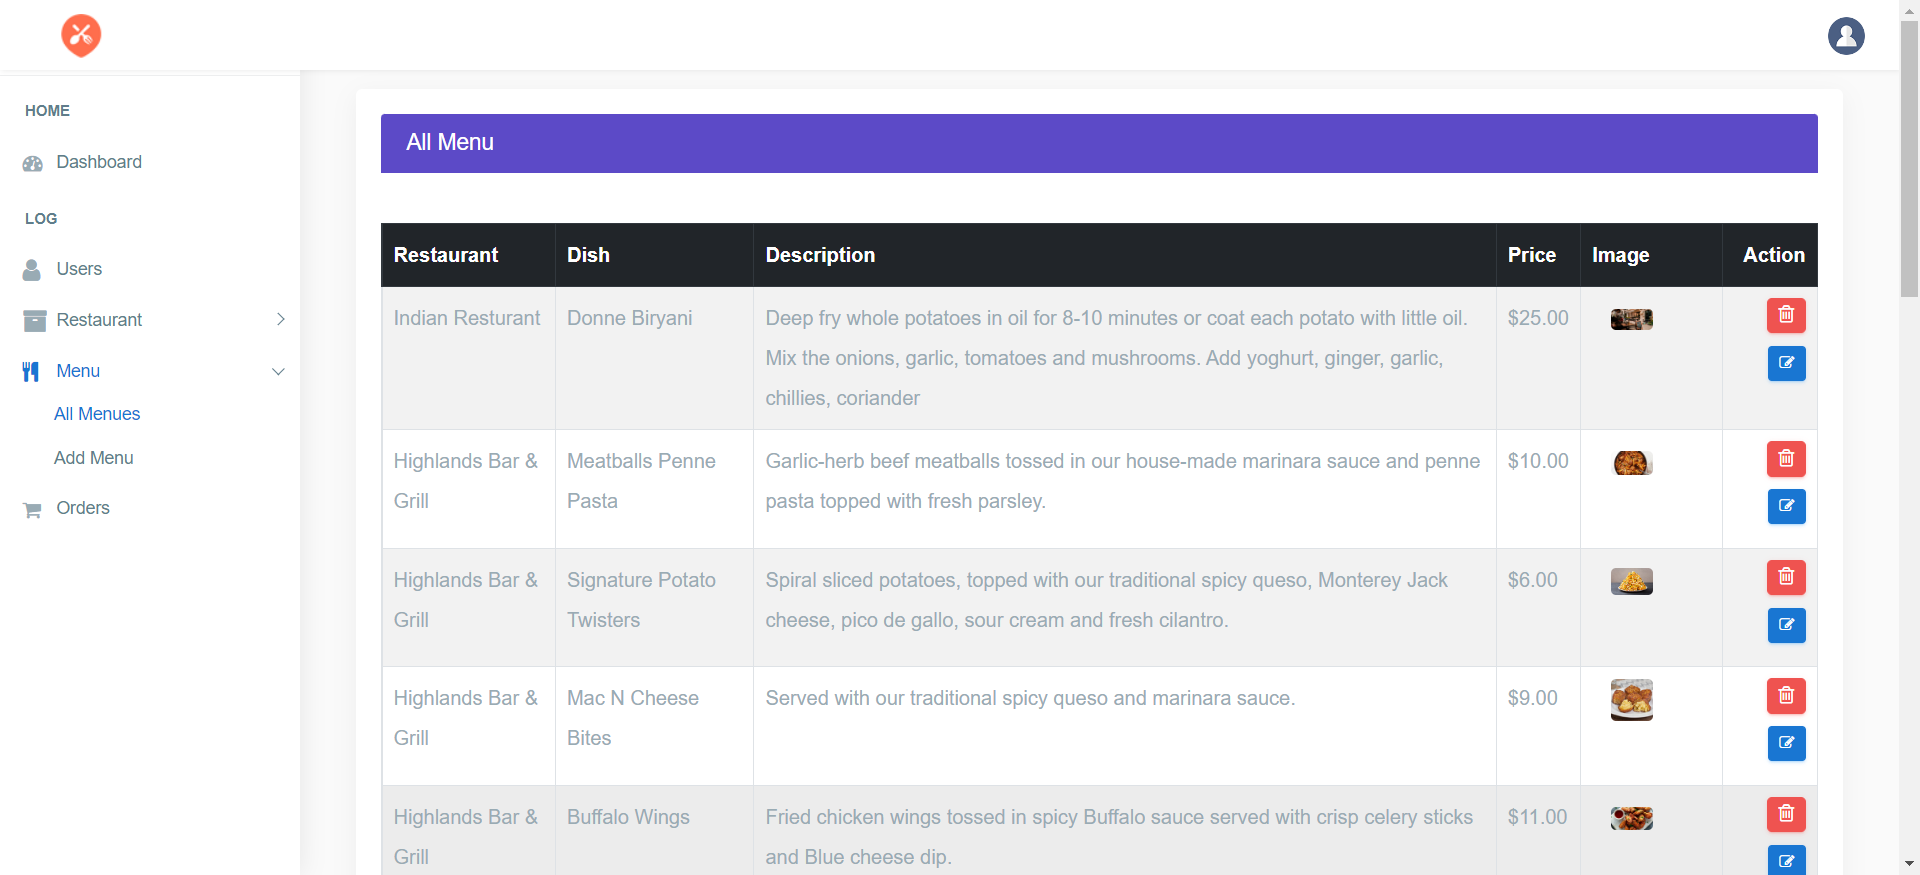 HOME
Dashboard
LOG
Users
Restaurant
Menu
All Menues
Add Menu
Orders
All Menu
Restaurant Dish Description Price Image Action
Indian Resturant Donne Biryani Deep fry whole potatoes in oil for 8-10 minutes or coat each potato with little oil. $25.00
Mix the onions, garlic, tomatoes and mushrooms. Add yoghurt, ginger, garlic,
chillies, coriander
Highlands Bar & Meatballs Penne Garlic-herb beef meatballs tossed in our house-made marinara sauce and penne $10.00
Grill Pasta pasta topped with fresh parsley.
Highlands Bar & Signature Potato Spiral sliced potatoes, topped with our traditional spicy queso, Monterey Jack $6.00
Grill Twisters cheese, pico de gallo, sour cream and fresh cilantro.
Highlands Bar & Mac N Cheese Served with our traditional spicy queso and marinara sauce. $9.00
Grill Bites
Highlands Bar & Buffalo Wings Fried chicken wings tossed in spicy Buffalo sauce served with crisp celery sticks $11.00
Grill and Blue cheese dip.